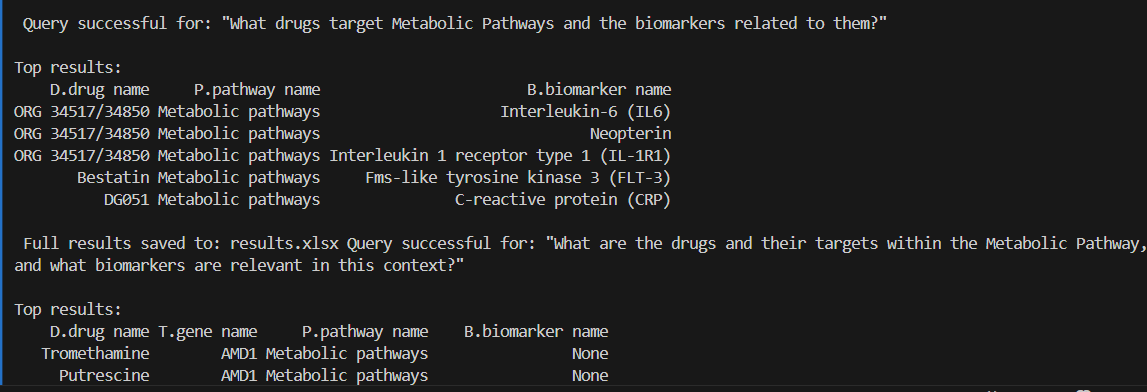 Query successful for: "What drugs target Metabolic Pathways and the biomarkers related to them?"
Top results:
D.drug name P.pathway name B.biomarker name
ORG 34517/34850 Metabolic pathways Interleukin-6 (IL6)
ORG 34517/34850 Metabolic pathways Neopterin
ORG 34517/34850 Metabolic pathways Interleukin 1 receptor type 1 (IL-1R1)
Bestatin Metabolic pathways Fms-like tyrosine kinase 3 (FLT-3)
DG051 Metabolic pathways C-reactive protein (CRP)
Full results saved to: results.xlsx Query successful for: "What are the drugs and their targets within the Metabolic Pathway,
and what biomarkers are relevant in this context?"
Top results:
D.drug name T.gene name P.pathway name B.biomarker name
Tromethamine AMD1 Metabolic pathways None
Putrescine AMD1 Metabolic pathways None